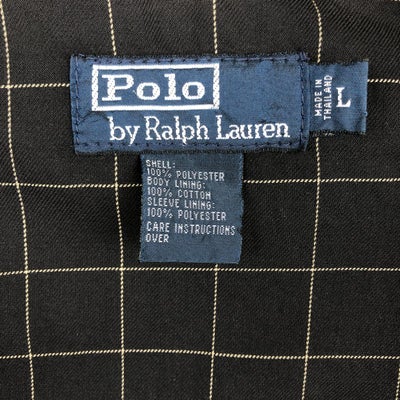 Polo
by Ralph Lauren
MADE IN
THAILAND
L
SHELL:
100% POLYESTER
BODY LINING:
100% COTTON
SLEEVE LINING:
100% POLYESTER
CARE INSTRUCTIONS
OVER